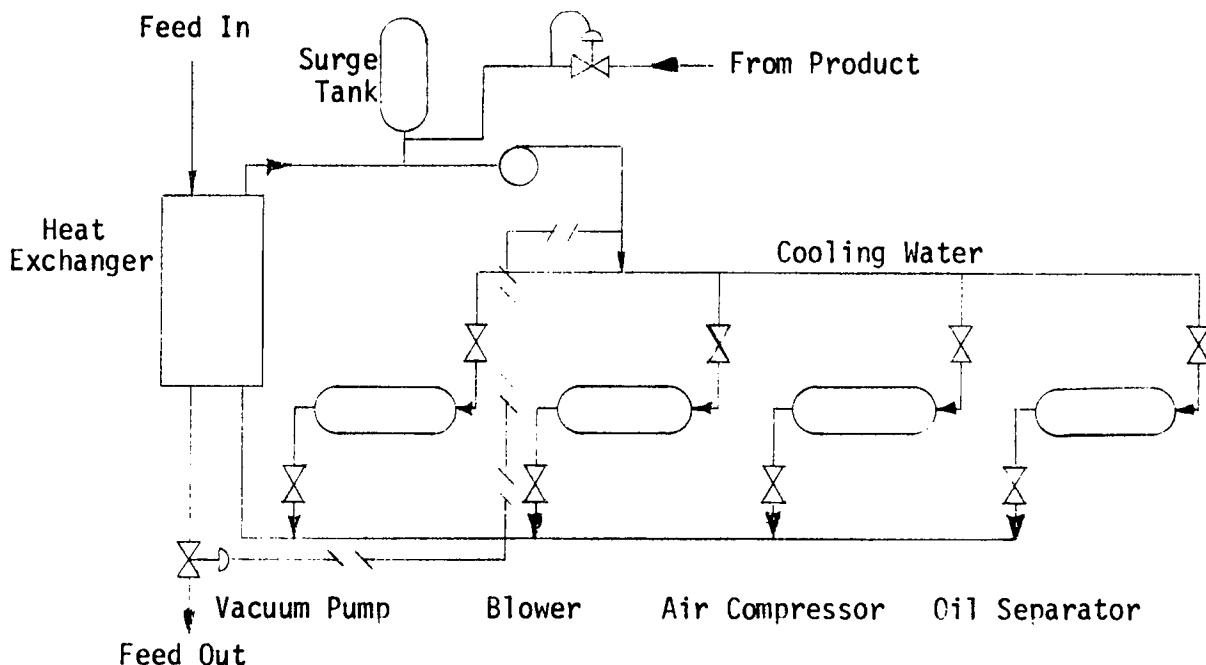 Feed In
Surge
Tank
From Product
Heat
Exchanger
Cooling Water
Vacuum Pump
Blower
Air Compressor
Oil Separator
Feed Out